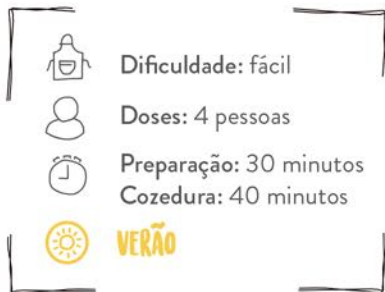 Dificuldade: fácil
Doses: 4 pessoas
Preparação: 30 minutos
Cozedura: 40 minutos
VERÃO